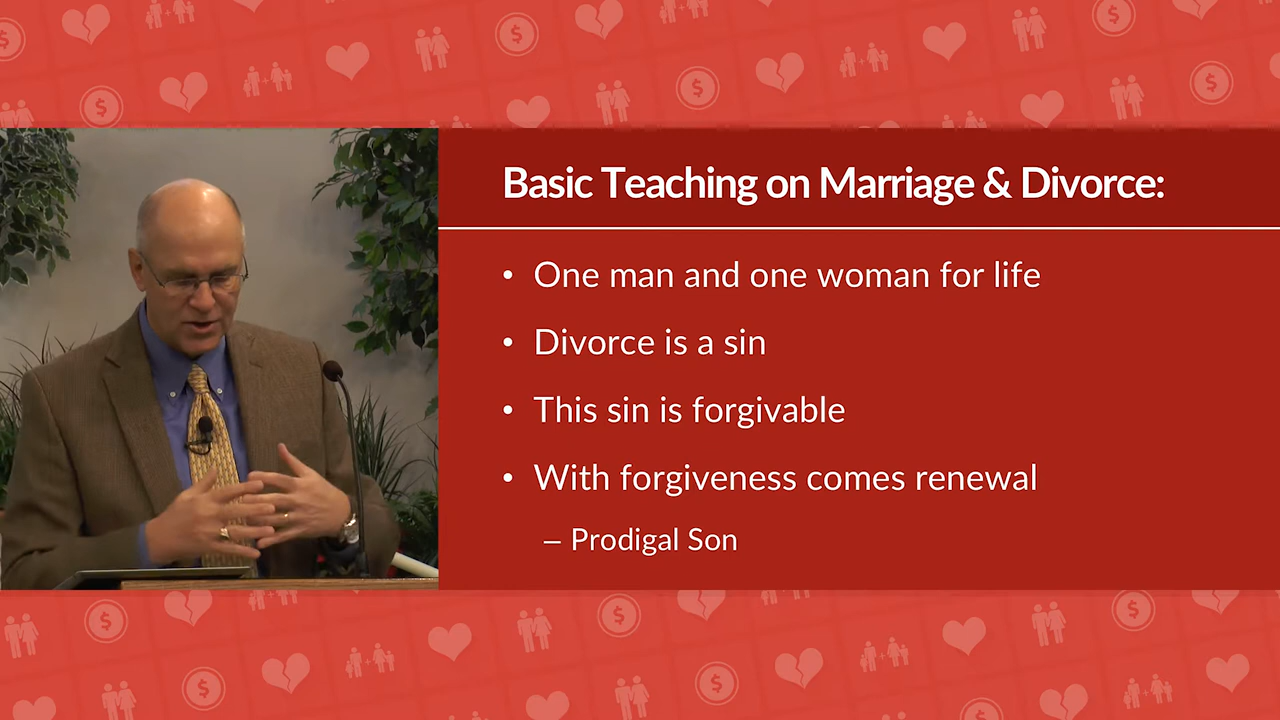 Basic Teaching on Marriage & Divorce:
• One man and one woman for life
• Divorce is a sin
• This sin is forgivable
• With forgiveness comes renewal
– Prodigal Son